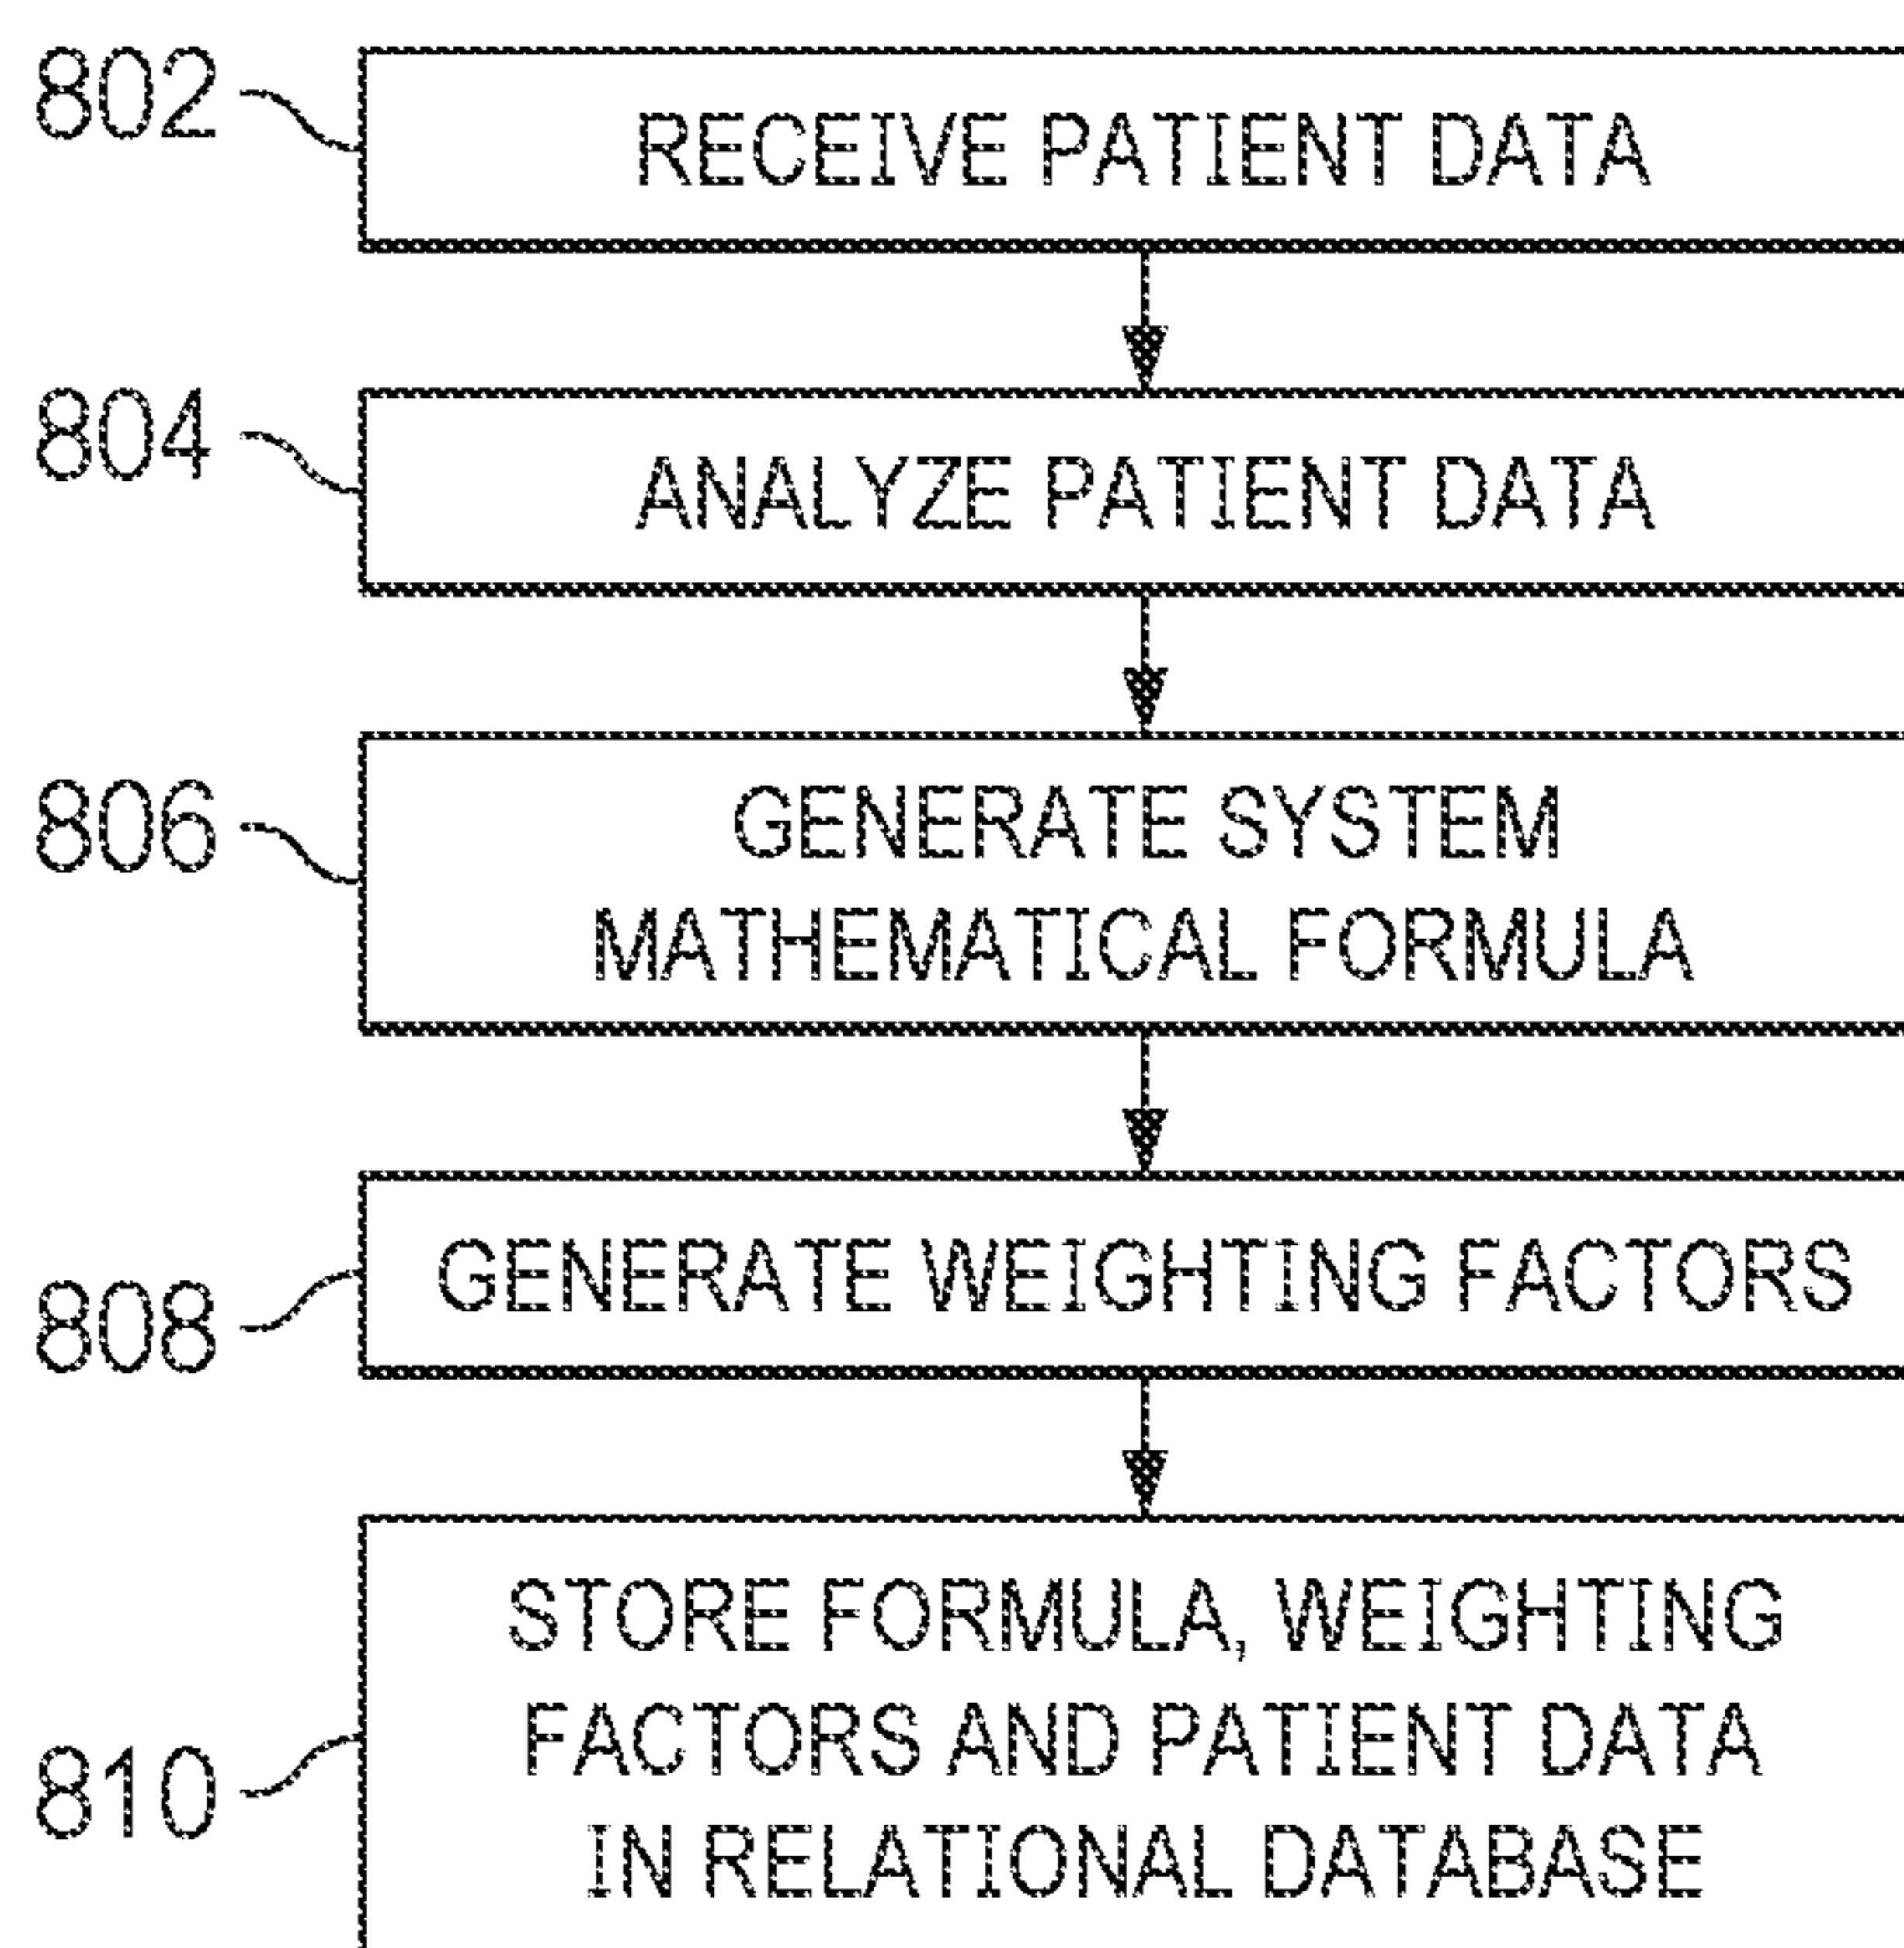 802
RECEIVE PATIENT DATA
804
ANALYZE PATIENT DATA
806
GENERATE SYSTEM
MATHEMATICAL FORMULA
808
GENERATE WEIGHTING FACTORS
810
STORE FORMULA, WEIGHTING
FACTORS AND PATIENT DATA
IN RELATIONAL DATABASE